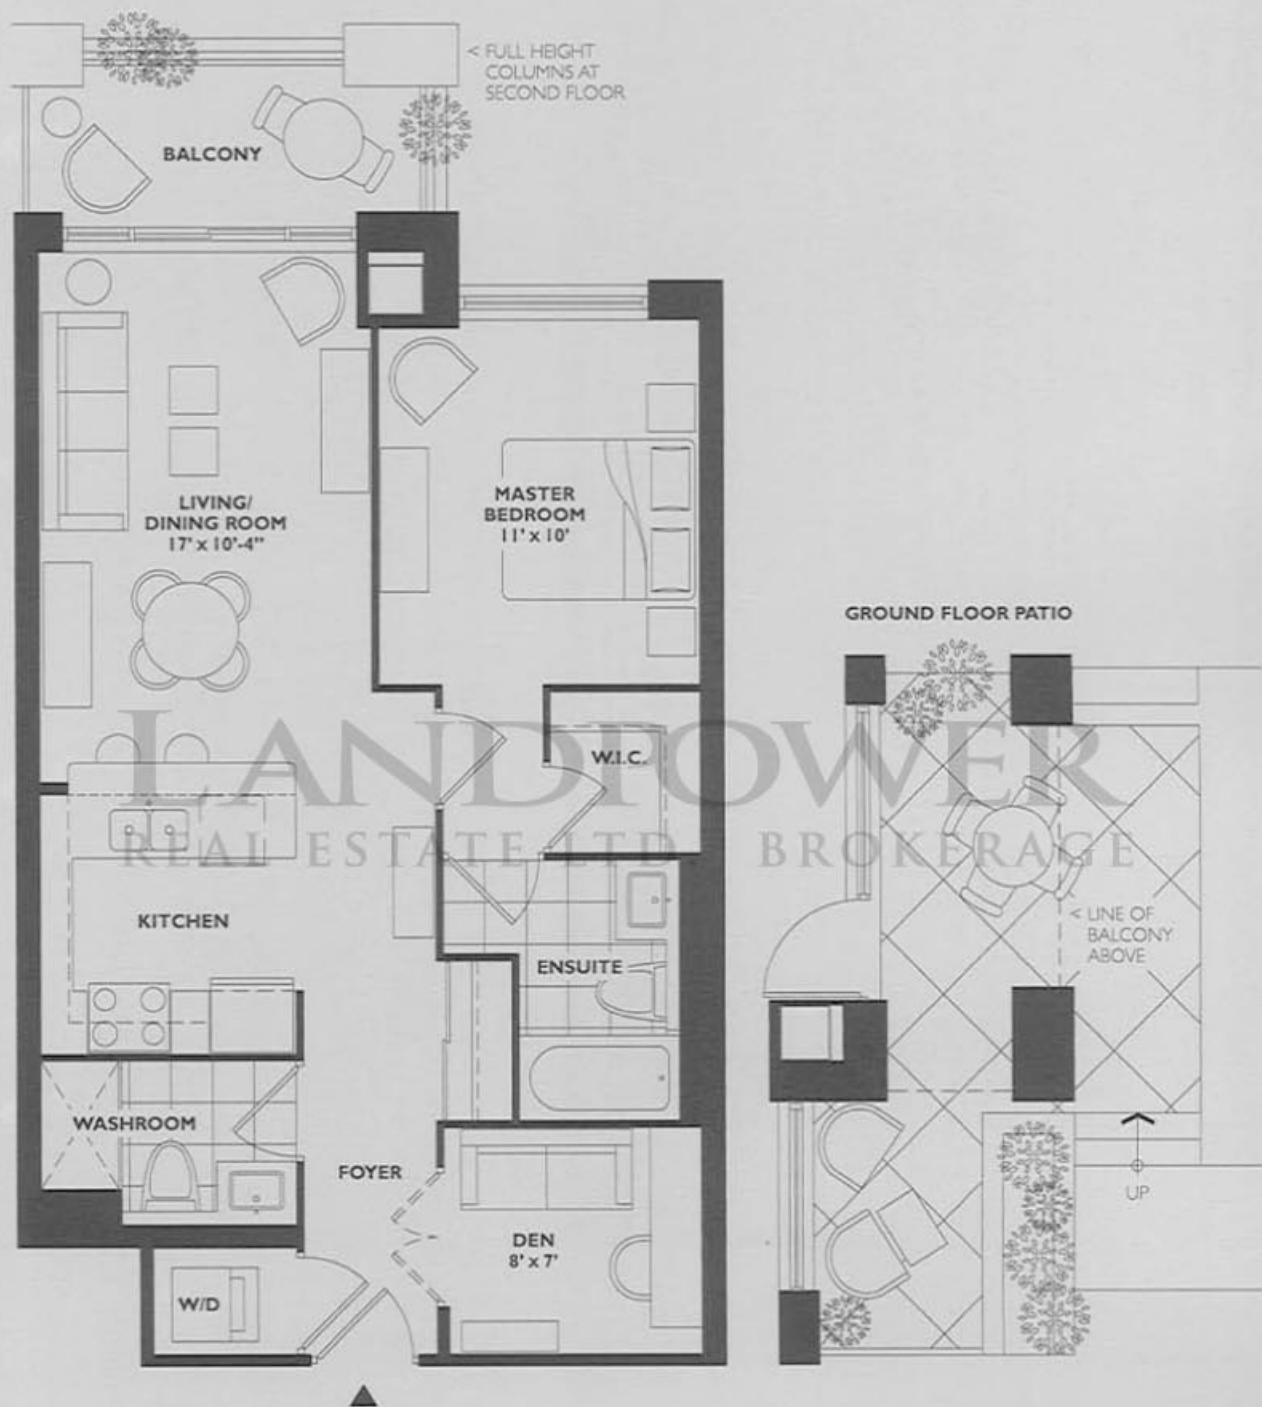 < FULL HEIGHT
COLUMNS AT
SECOND FLOOR
BALCONY
LIVING/
DINING ROOM
17' x 10'-4"
MASTER
BEDROOM
11' x 10'
GROUND FLOOR PATIO
W.I.C.
LANDPOWER
REAL ESTATE LTD BROKERAGE
KITCHEN
< LINE OF
BALCONY
ABOVE
ENSUITE
WASHROOM
FOYER
UP
DEN
8' x 7'
W/D